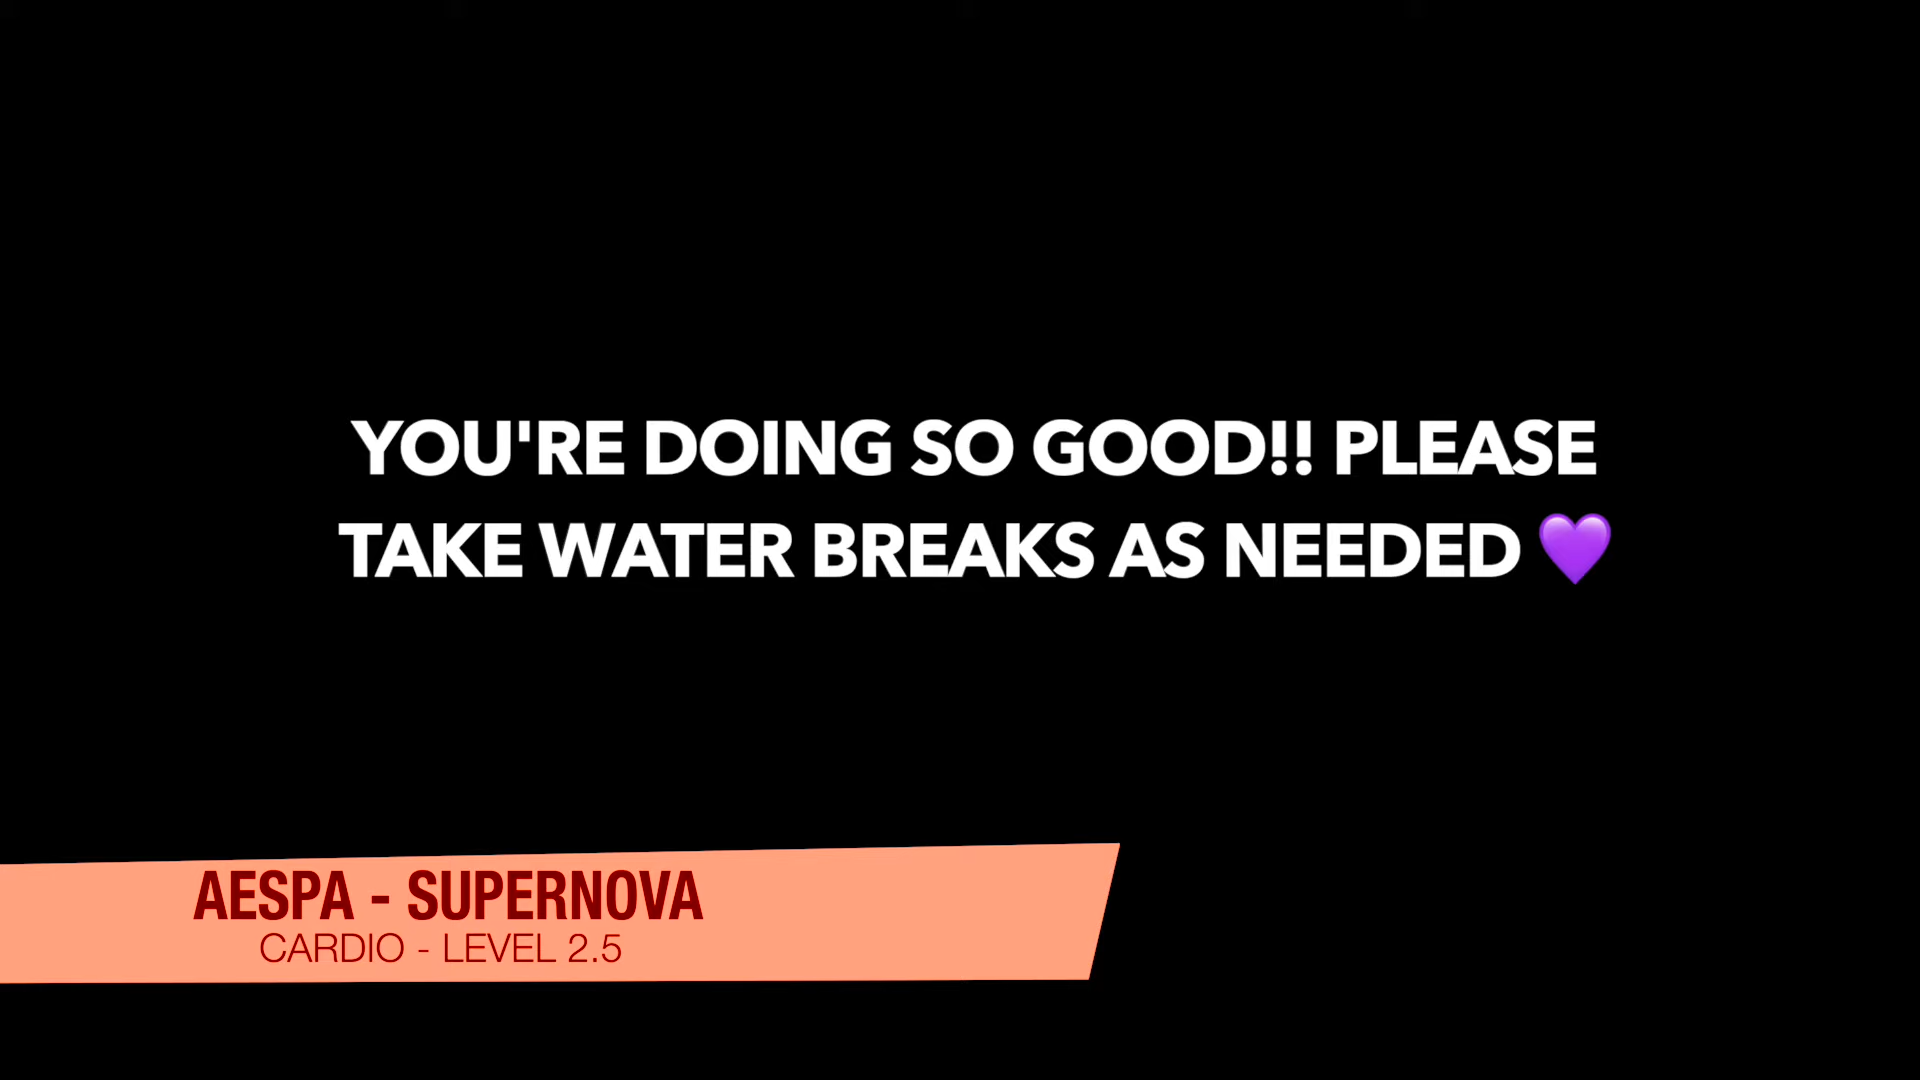 YOU'RE DOING SO GOOD!! PLEASE
TAKE WATER BREAKS AS NEEDED 💜
AESPA - SUPERNOVA
CARDIO - LEVEL 2.5